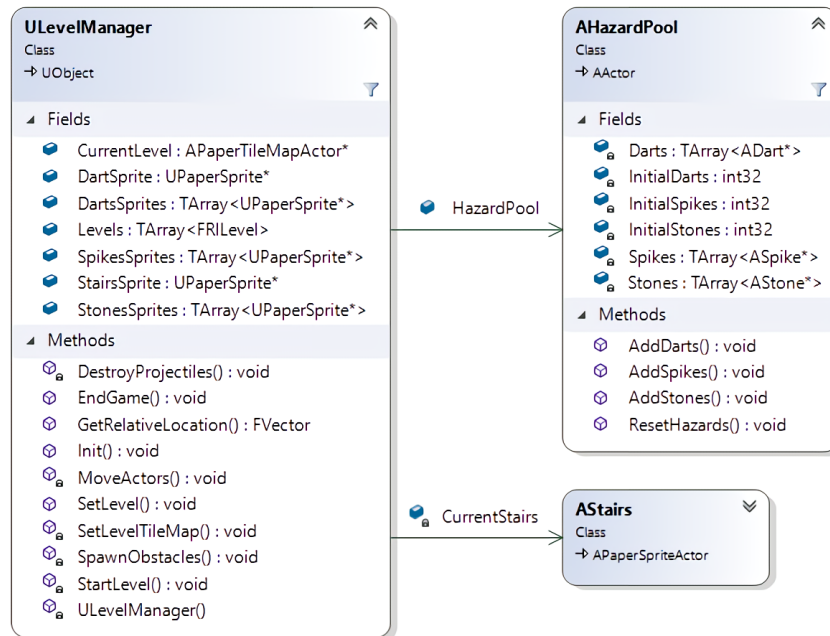 ULevelManager
Class
UObject
Fields
CurrentLevel : APaperTileMapActor*
DartSprite : UPaperSprite*
DartsSprites : TArray<UPaperSprite*>
Levels : TArray<FRILevel>
SpikesSprites : TArray<UPaperSprite*>
StairsSprite : UPaperSprite*
StonesSprites : TArray<UPaperSprite*>
Methods
DestroyProjectiles() : void
EndGame() : void
GetRelativeLocation() : FVector
Init() : void
MoveActors() : void
SetLevel() : void
SetLevelTileMap() : void
SpawnObstacles() : void
StartLevel() : void
ULevelManager()
HazardPool
CurrentStairs
AHazardPool
Class
AActor
Fields
Darts : TArray<ADart*>
InitialDarts : int32
InitialSpikes : int32
InitialStones : int32
Spikes : TArray<ASpike*>
Stones : TArray<AStone*>
Methods
AddDarts() : void
AddSpikes() : void
AddStones() : void
ResetHazards() : void
AStairs
Class
APaperSpriteActor